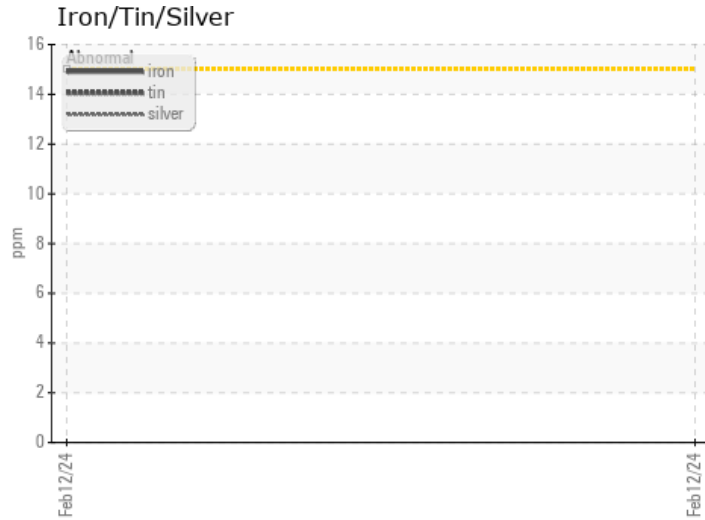 Iron/Tin/Silver
16
14
12
10
8
6
4
2
0
ppm
Abnormal
iron
tin
silver
Feb12/24
Feb12/24